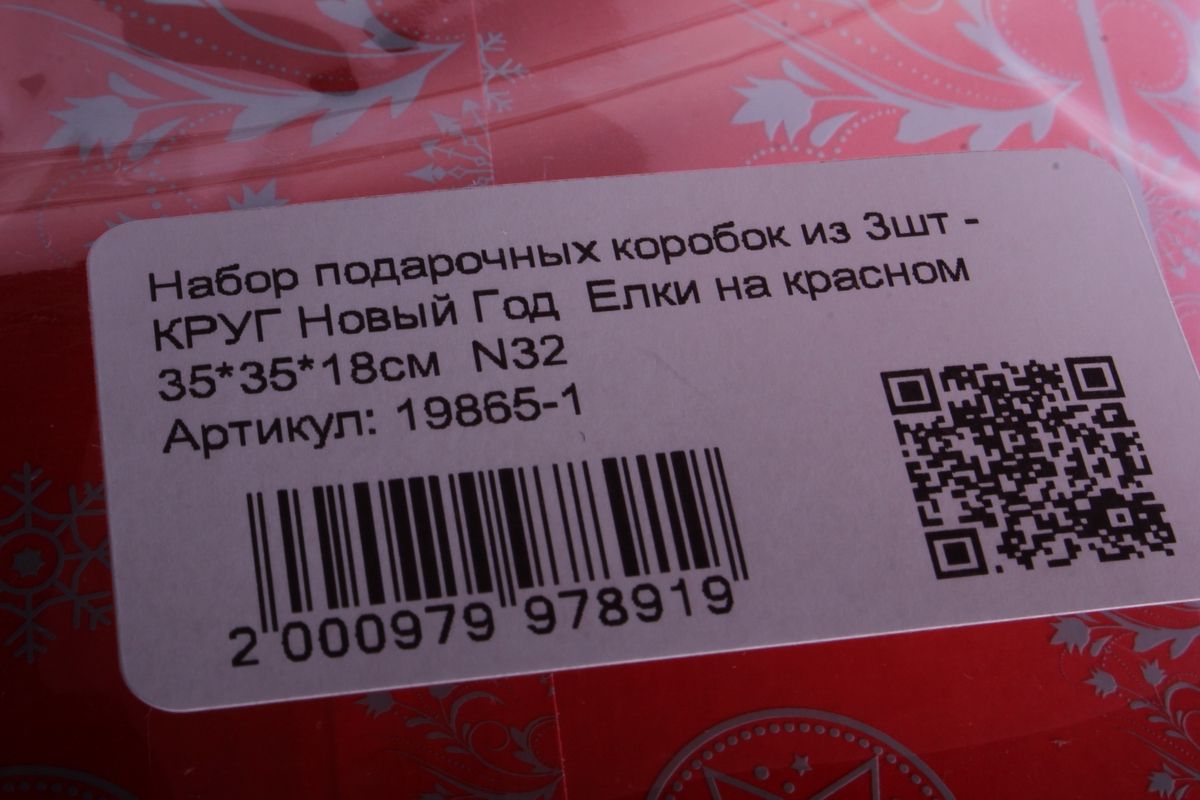 Набор подарочных коробок из 3шт -
КРУГ Новый Год  Елки на красном
35*35*18см  N32
Артикул: 19865-1
2 000979 978919